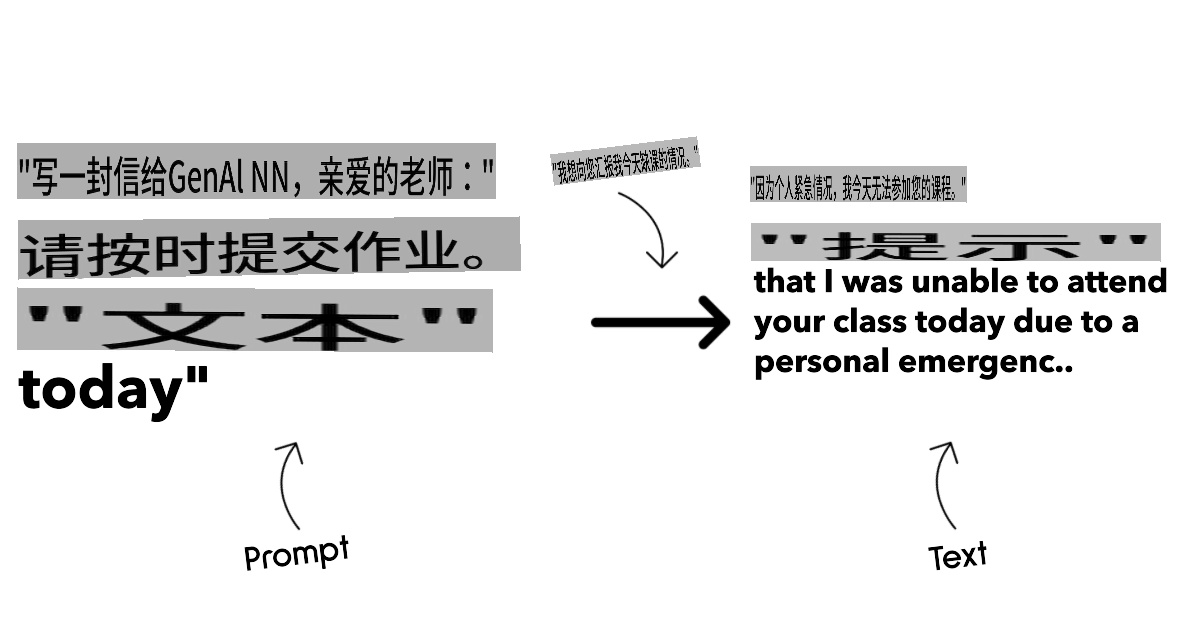 "写一封信给GenAl NN，亲爱的老师："
请按时提交作业。
"文本"
today"
"我想向您汇报我今天缺课的情况。"
"因为个人紧急情况，我今天无法参加您的课程。"
"提示"
that I was unable to attend
your class today due to a
personal emergenc..
Prompt
Text